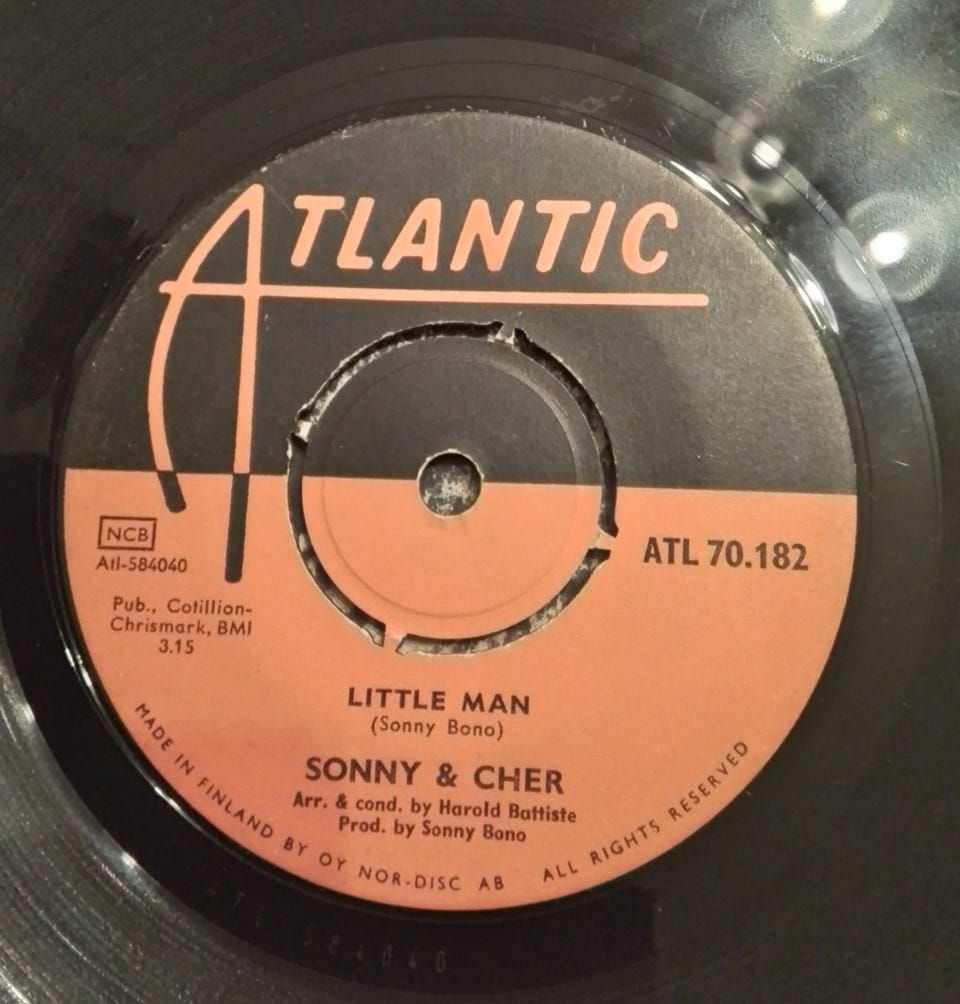 ATLANTIC
NCB
Atl-584040
ATL 70.182
Pub., Cotillion-
Chrismark, BMI
3.15
LITTLE MAN
(Sonny Bono)
SONNY & CHER
Arr. & cond. by Harold Battiste
Prod. by Sonny Bono
MADE IN FINLAND BY OY NOR-DISC AB ALL RIGHTS RESERVED
584040